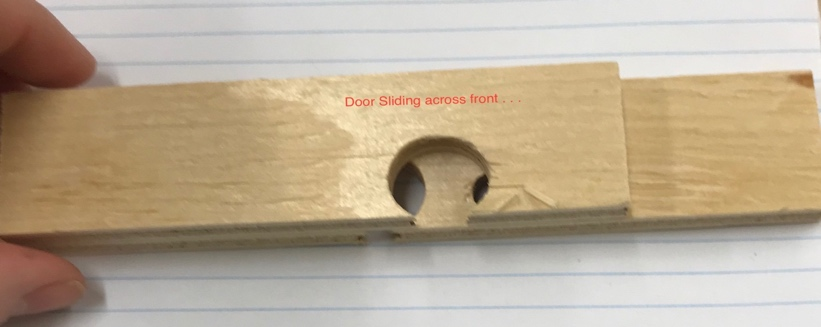 Door Sliding across front . . .